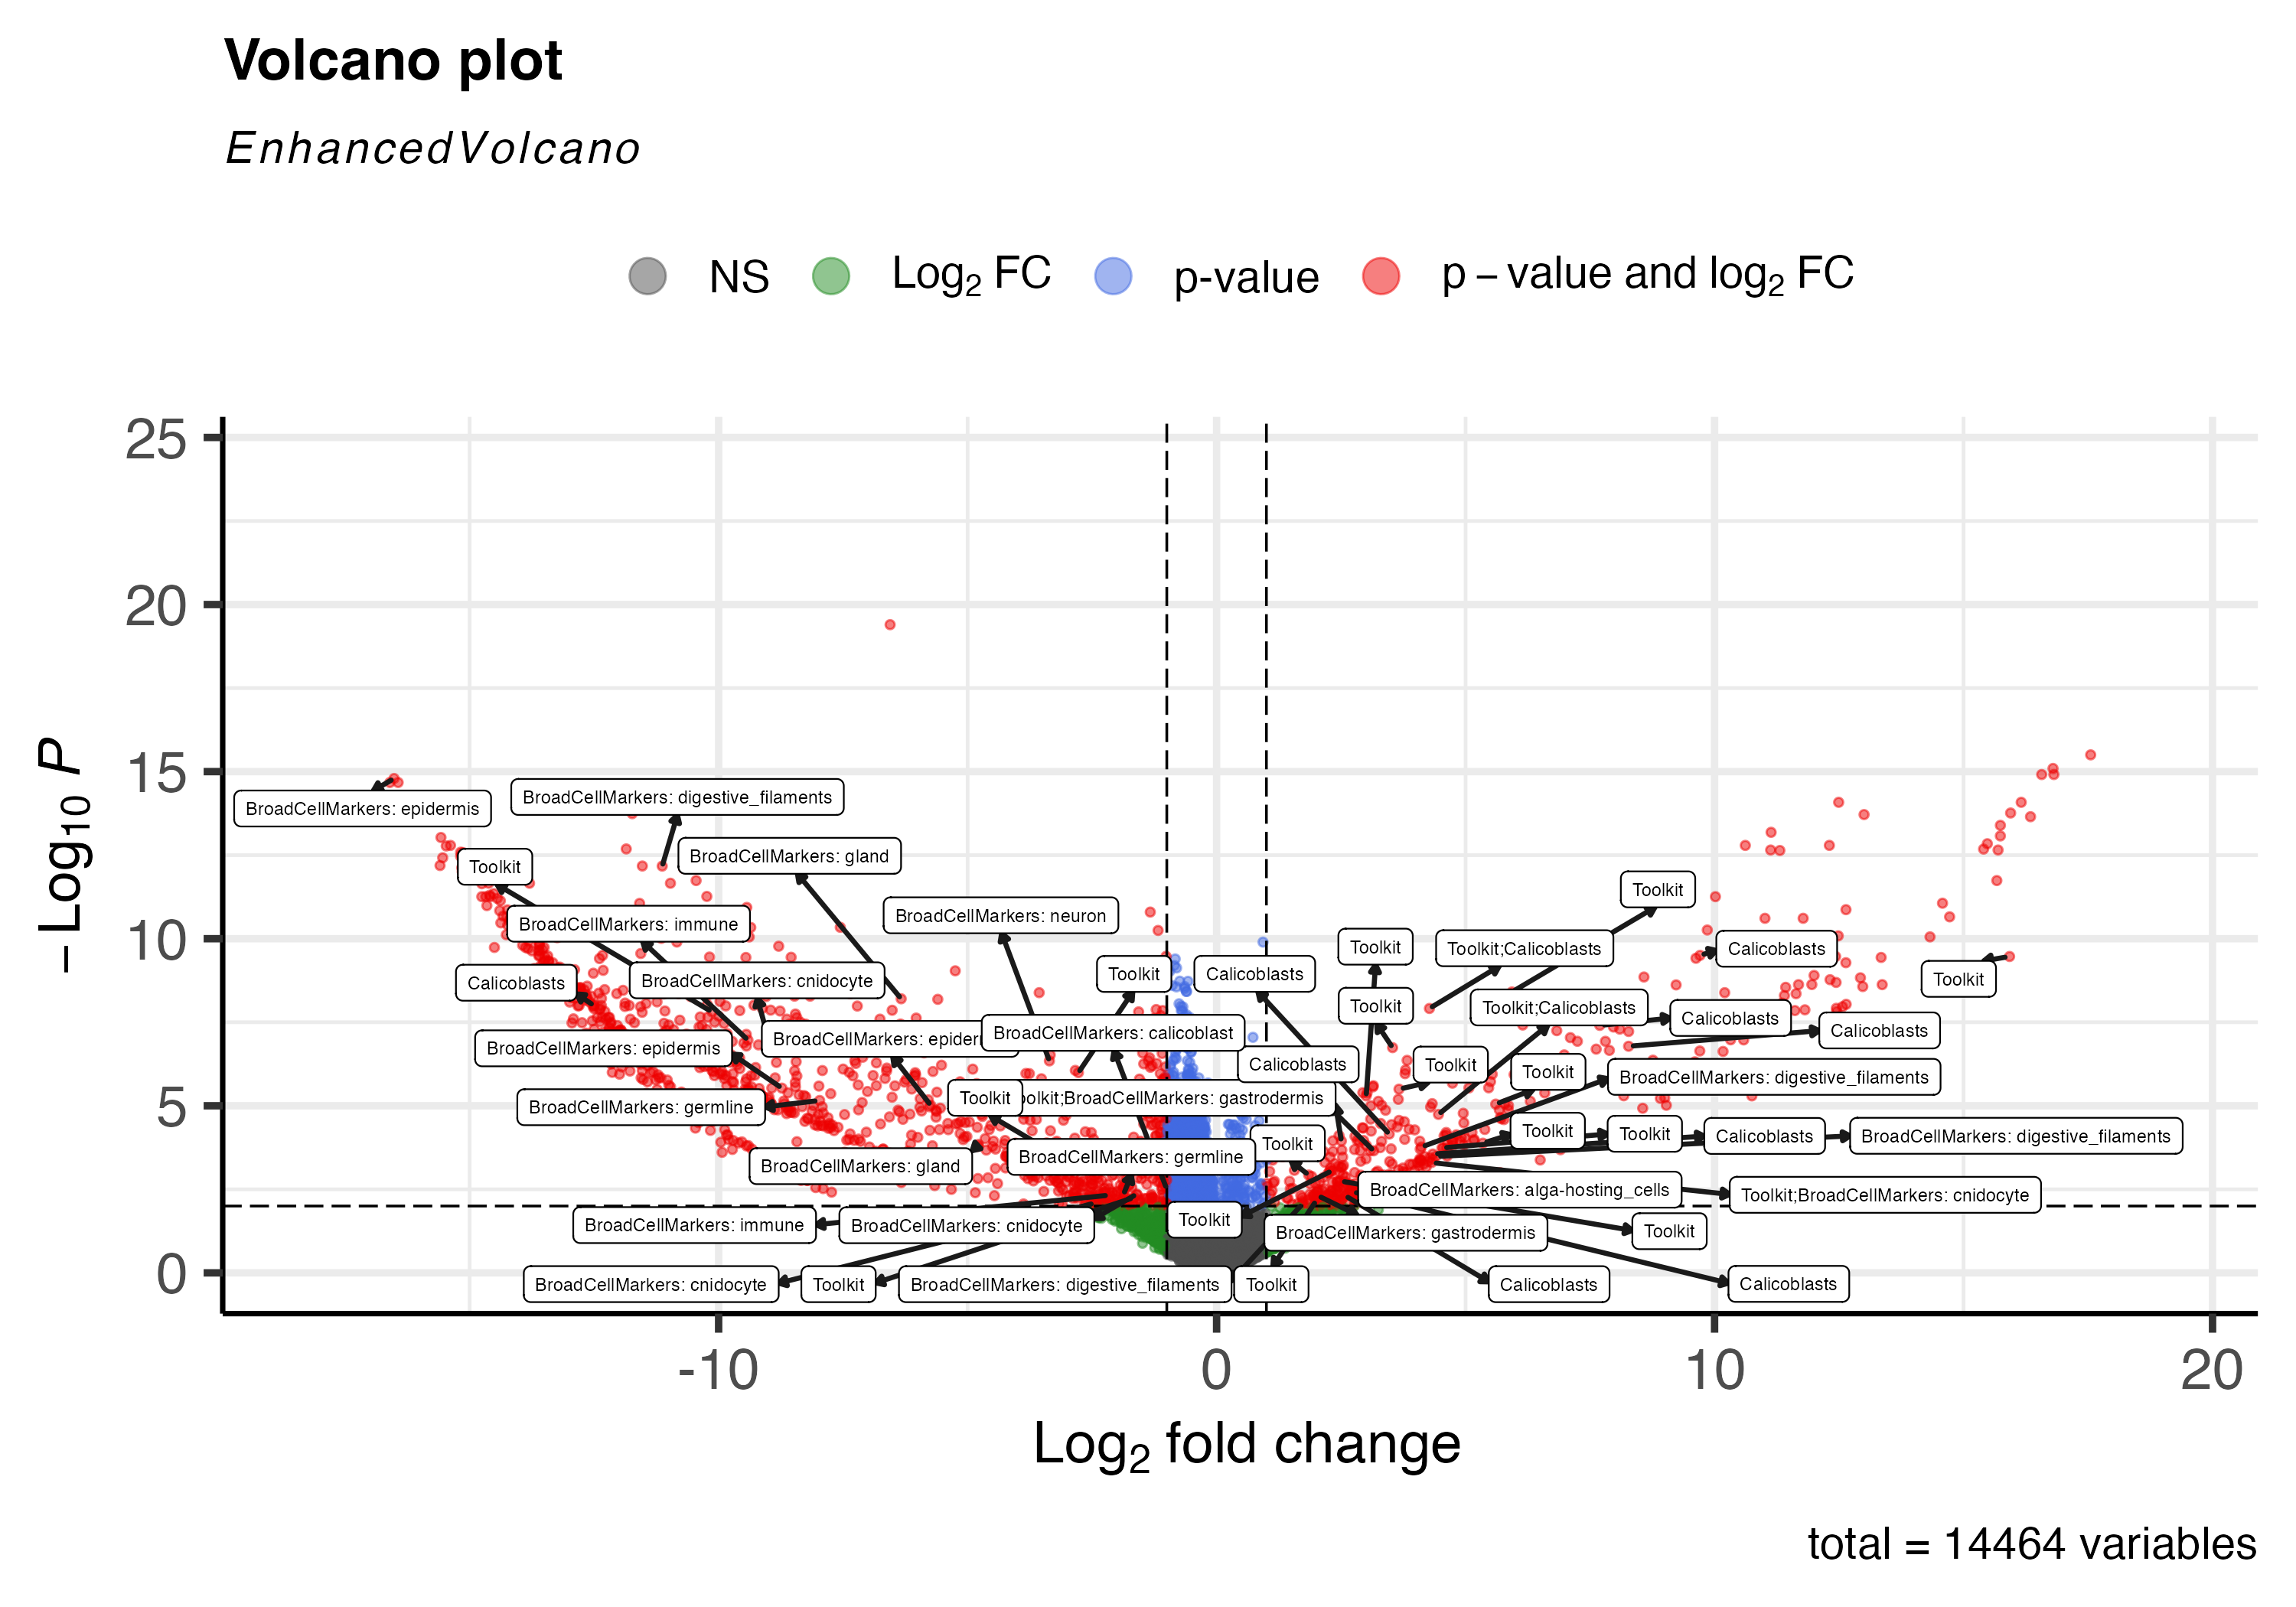 Volcano plot
EnhancedVolcano
NS Log2 FC p-value p – value and log2 FC
25
20
15
10
5
0
–Log10 P
BroadCellMarkers: digestive_filaments
BroadCellMarkers: epidermis
BroadCellMarkers: gland
Toolkit
Toolkit
BroadCellMarkers: neuron
BroadCellMarkers: immune
Toolkit
Toolkit;Calicoblasts
Calicoblasts
Toolkit
Calicoblasts
Toolkit
BroadCellMarkers: cnidocyte
Calicoblasts
Toolkit
Toolkit
Toolkit;Calicoblasts
Calicoblasts
Calicoblasts
BroadCellMarkers: calicoblast
BroadCellMarkers:
BroadCellMarkers: epidermis
Calicoblasts
Toolkit
Toolkit
BroadCellMarkers: digestive_filaments
Toolkit
BroadCellMarkers: gastrodermis
BroadCellMarkers: germline
Toolkit
Toolkit
Toolkit
Calicoblasts
BroadCellMarkers: digestive_filaments
BroadCellMarkers: germline
BroadCellMarkers: gland
BroadCellMarkers: alga-hosting_cells
Toolkit;BroadCellMarkers: cnidocyte
Toolkit
BroadCellMarkers: immune
BroadCellMarkers: cnidocyte
BroadCellMarkers: gastrodermis
Toolkit
BroadCellMarkers: cnidocyte
Toolkit
BroadCellMarkers: digestive_filaments
Toolkit
Calicoblasts
Calicoblasts
-10 0 10 20
Log2 fold change
total = 14464 variables